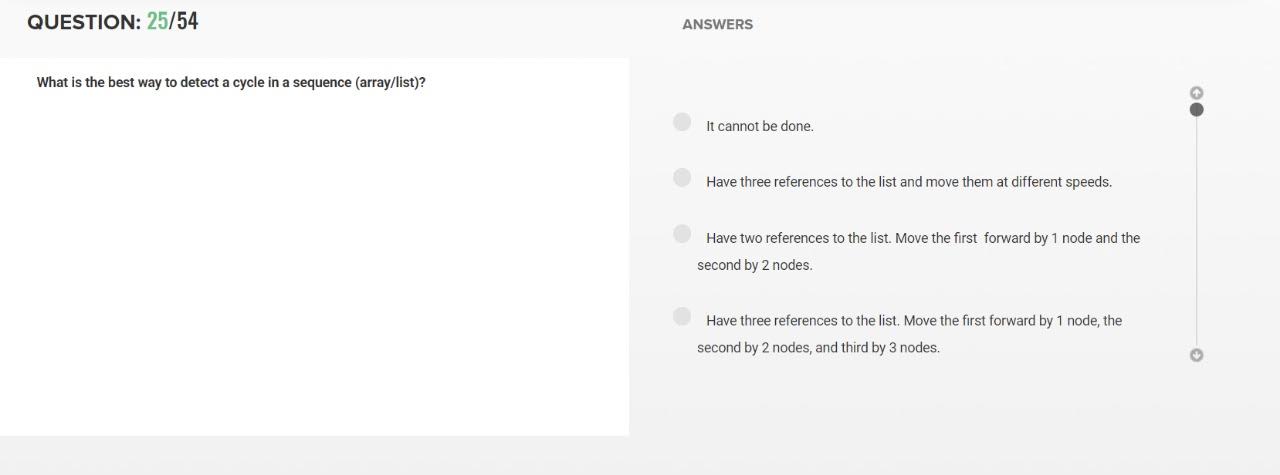 QUESTION: 25/54
ANSWERS
What is the best way to detect a cycle in a sequence (array/list)?
It cannot be done.
Have three references to the list and move them at different speeds.
Have two references to the list. Move the first forward by 1 node and the
second by 2 nodes.
Have three references to the list. Move the first forward by 1 node, the
second by 2 nodes, and third by 3 nodes.